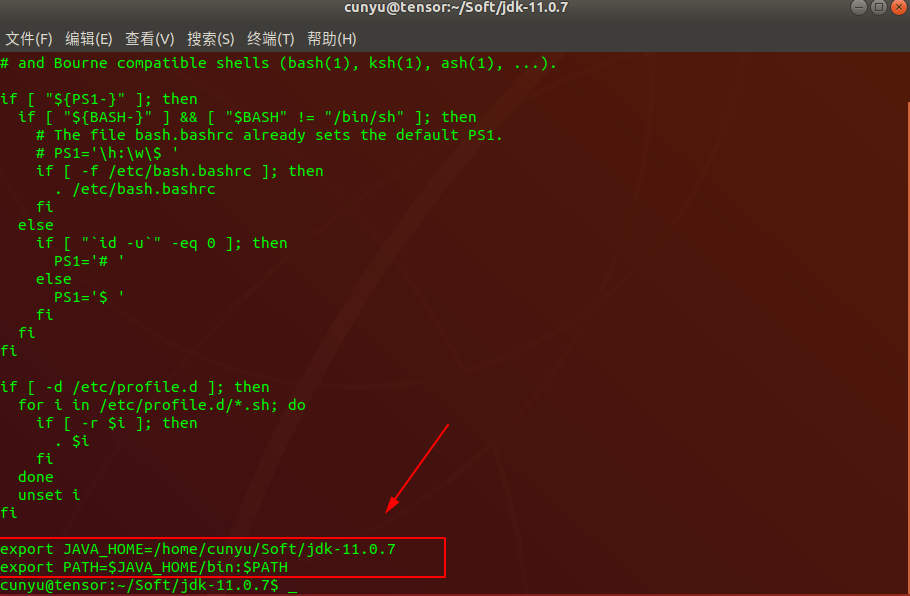 cunyu@tensor:~/Soft/jdk-11.0.7
文件(F) 编辑(E) 查看(V) 搜索(S) 终端(T) 帮助(H)
# and Bourne compatible shells (bash(1), ksh(1), ash(1), ...).

if [ "${PS1-}" ]; then
  if [ "${BASH-}" ] && [ "$BASH" != "/bin/sh" ]; then
    # The file bash.bashrc already sets the default PS1.
    # PS1='\h:\w\$ '
    if [ -f /etc/bash.bashrc ]; then
      . /etc/bash.bashrc
    fi
  else
    if [ "`id -u`" -eq 0 ]; then
      PS1='# '
    else
      PS1='$ '
    fi
  fi
fi

if [ -d /etc/profile.d ]; then
  for i in /etc/profile.d/*.sh; do
    if [ -r $i ]; then
      . $i
    fi
  done
  unset i
fi

export JAVA_HOME=/home/cunyu/Soft/jdk-11.0.7
export PATH=$JAVA_HOME/bin:$PATH
cunyu@tensor:~/Soft/jdk-11.0.7$ _